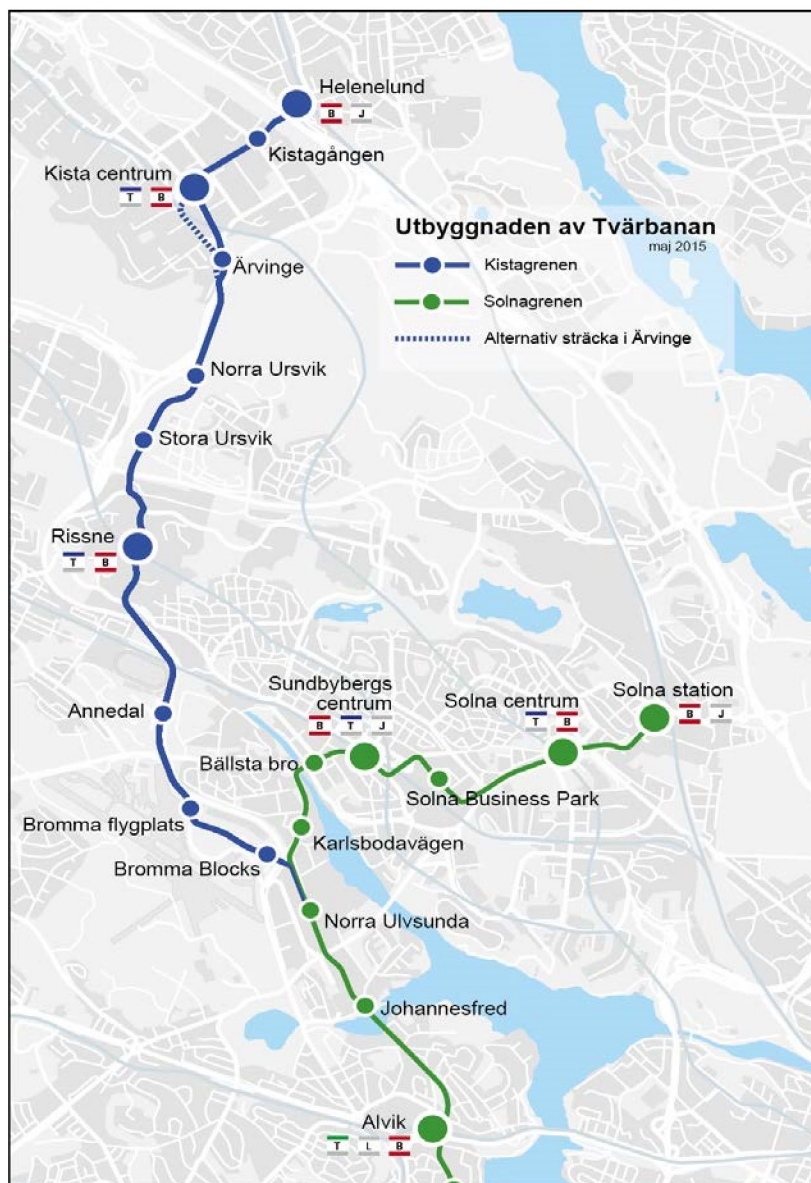 Helenelund
B J
Kistagången
Kista centrum
T B
Utbyggnaden av Tvärbanan
maj 2015
Kistagrenen
Solnagrenen
Alternativ sträcka i Ärvinge
Ärvinge
Norra Ursvik
Stora Ursvik
Rissne
T B
Sundbybergs
centrum
B T J
Solna centrum
T B
Solna station
B J
Annedal
Bällsta bro
Solna Business Park
Bromma flygplats
Karlsbodavägen
Bromma Blocks
Norra Ulvsunda
Johannesfred
Alvik
T L B